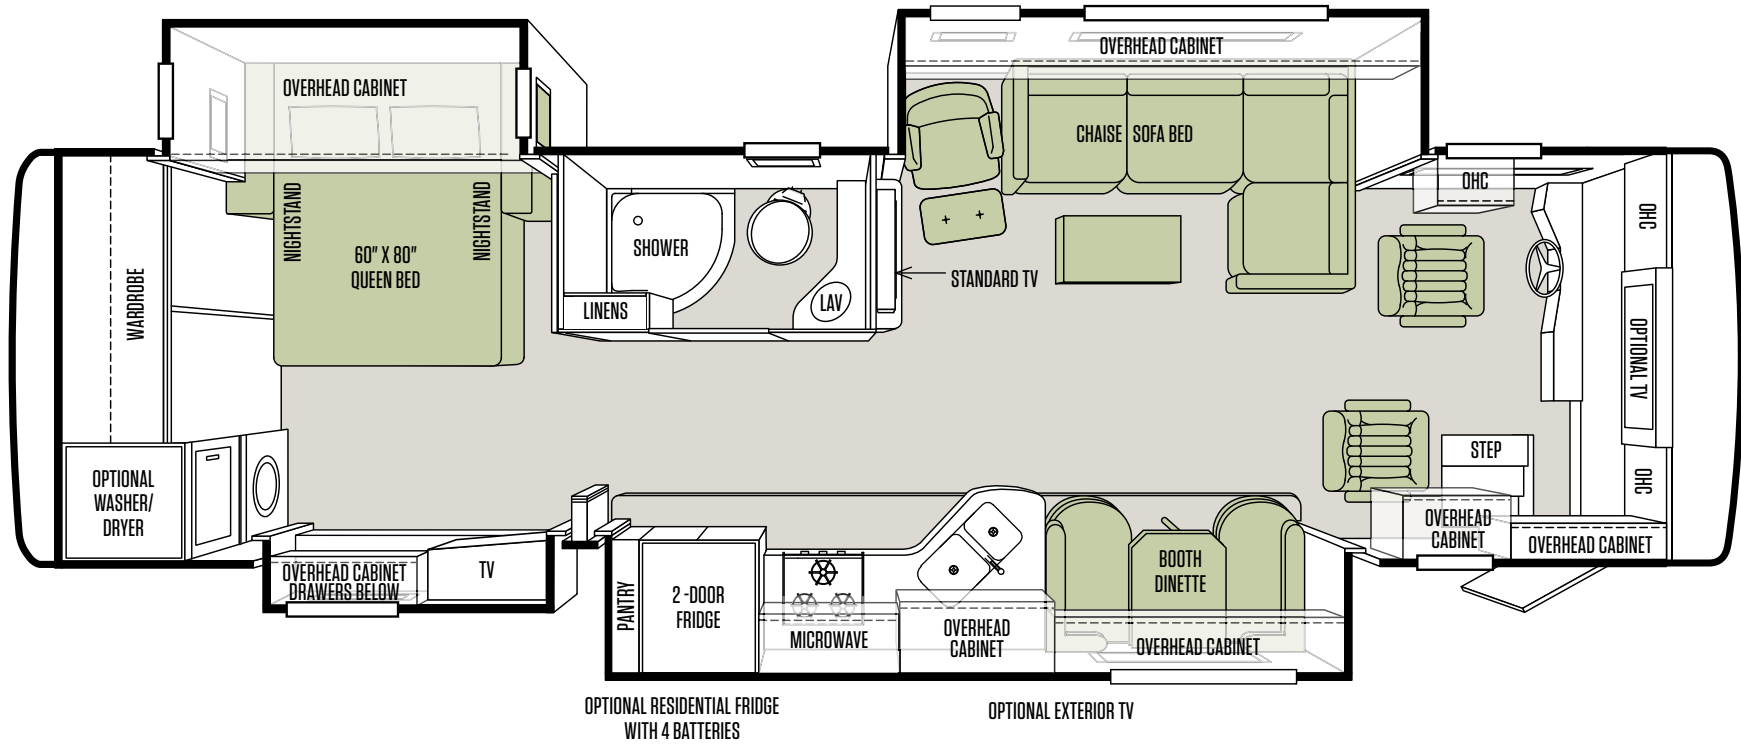 OVERHEAD CABINET
OVERHEAD CABINET
CHAISE SOFA BED
OHC
NIGHTSTAND
NIGHTSTAND
60" X 80"
QUEEN BED
WARDROBE
SHOWER
LINENS
LAV
STANDARD TV
OHC
OPTIONAL TV
OHC
STEP
OPTIONAL
WASHER/
DRYER
OVERHEAD CABINET
DRAWERS BELOW
TV
PANTRY
2 -DOOR
FRIDGE
MICROWAVE
OVERHEAD
CABINET
BOOTH
DINETTE
OVERHEAD CABINET
OVERHEAD
CABINET
OVERHEAD CABINET
OPTIONAL RESIDENTIAL FRIDGE
WITH 4 BATTERIES
OPTIONAL EXTERIOR TV